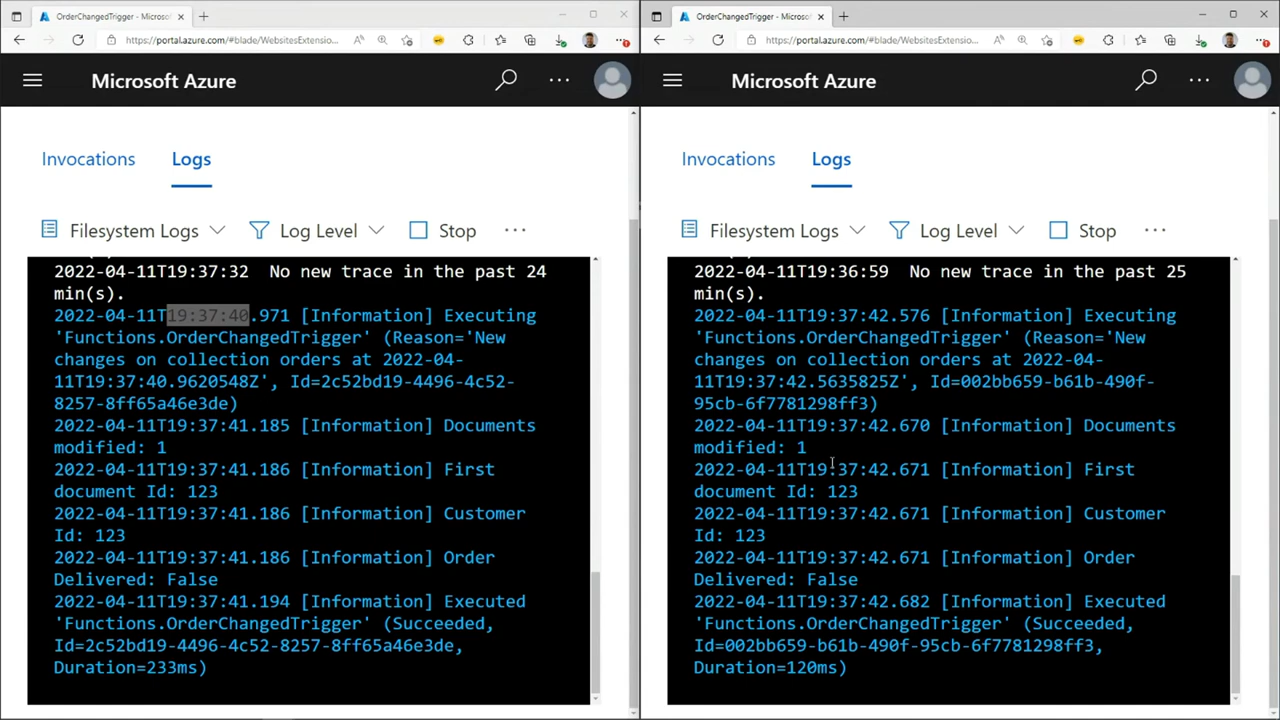 OrderChangedTrigger - Microsof
https://portal.azure.com/#blade/WebsitesExtensio...
Microsoft Azure
Invocations
Logs
Filesystem Logs
Log Level
Stop
2022-04-11T19:37:32 No new trace in the past 24
min(s).
2022-04-11T19:37:40.971 [Information] Executing
'Functions.OrderChangedTrigger' (Reason='New
changes on collection orders at 2022-04-
11T19:37:40.9620548Z', Id=2c52bd19-4496-4c52-
8257-8ff65a46e3de)
2022-04-11T19:37:41.185 [Information] Documents
modified: 1
2022-04-11T19:37:41.186 [Information] First
document Id: 123
2022-04-11T19:37:41.186 [Information] Customer
Id: 123
2022-04-11T19:37:41.186 [Information] Order
Delivered: False
2022-04-11T19:37:41.194 [Information] Executed
'Functions.OrderChangedTrigger' (Succeeded,
Id=2c52bd19-4496-4c52-8257-8ff65a46e3de,
Duration=233ms)
OrderChangedTrigger - Microsof
https://portal.azure.com/#blade/WebsitesExtensio...
Microsoft Azure
Invocations
Logs
Filesystem Logs
Log Level
Stop
2022-04-11T19:36:59 No new trace in the past 25
min(s).
2022-04-11T19:37:42.576 [Information] Executing
'Functions.OrderChangedTrigger' (Reason='New
changes on collection orders at 2022-04-
11T19:37:42.5635825Z', Id=002bb659-b61b-490f-
95cb-6f7781298ff3)
2022-04-11T19:37:42.670 [Information] Documents
modified: 1
2022-04-11T19:37:42.671 [Information] First
document Id: 123
2022-04-11T19:37:42.671 [Information] Customer
Id: 123
2022-04-11T19:37:42.671 [Information] Order
Delivered: False
2022-04-11T19:37:42.682 [Information] Executed
'Functions.OrderChangedTrigger' (Succeeded,
Id=002bb659-b61b-490f-95cb-6f7781298ff3,
Duration=120ms)